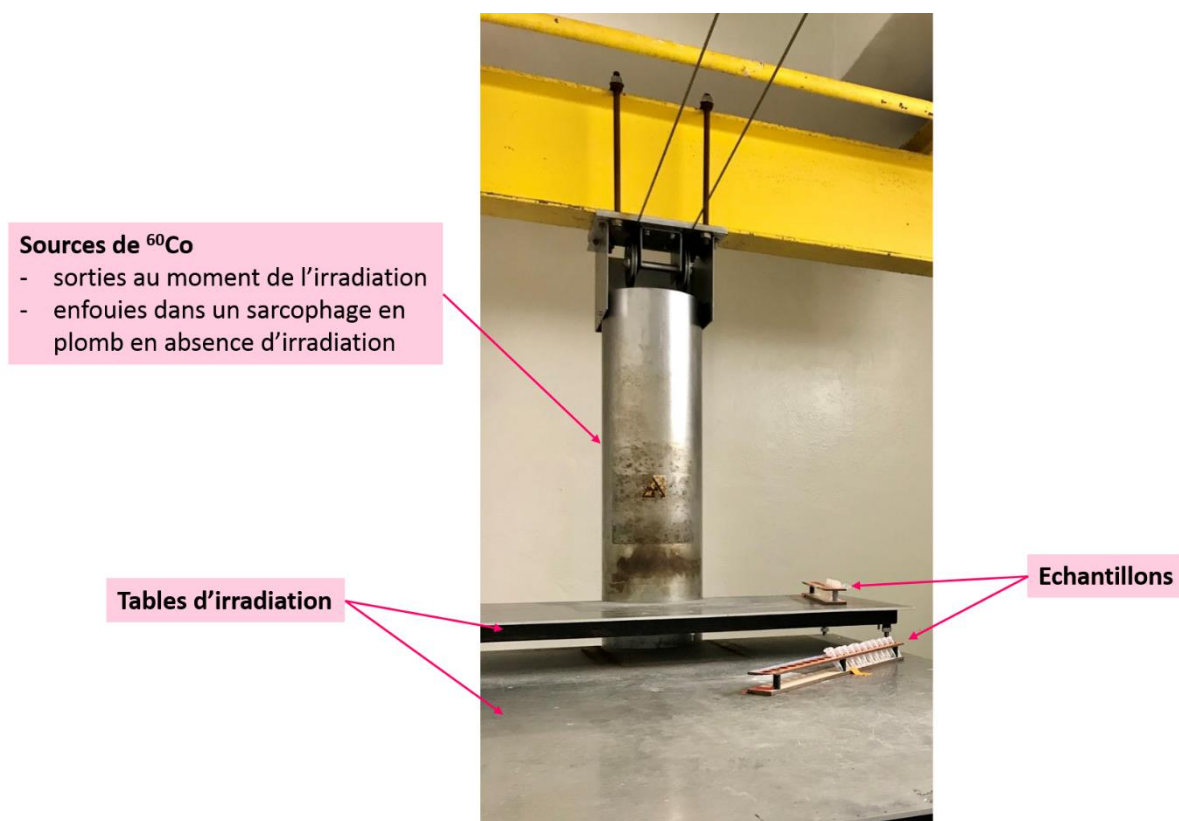 Sources de ⁶⁰Co
- sorties au moment de l’irradiation
- enfouies dans un sarcophage en
plomb en absence d’irradiation
Tables d’irradiation
Echantillons